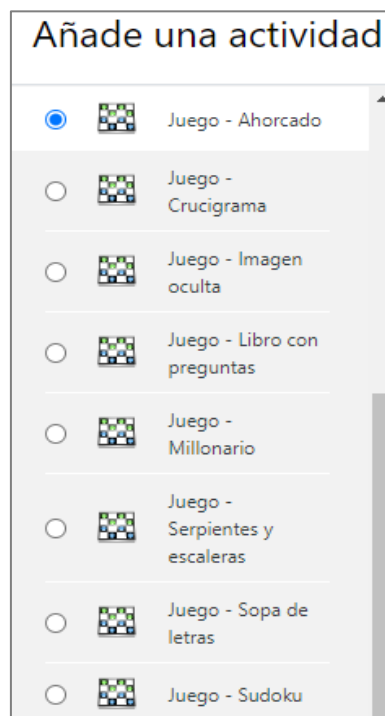 Añade una actividad
Juego - Ahorcado
Juego -
Crucigrama
Juego - Imagen
oculta
Juego - Libro con
preguntas
Juego -
Millonario
Juego -
Serpientes y
escaleras
Juego - Sopa de
letras
Juego - Sudoku